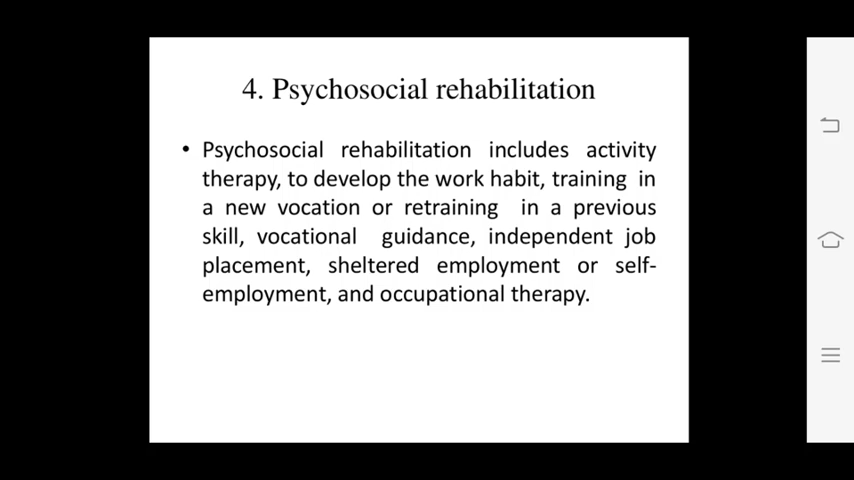 4. Psychosocial rehabilitation
• Psychosocial rehabilitation includes activity
therapy, to develop the work habit, training in
a new vocation or retraining in a previous
skill, vocational guidance, independent job
placement, sheltered employment or self-
employment, and occupational therapy.